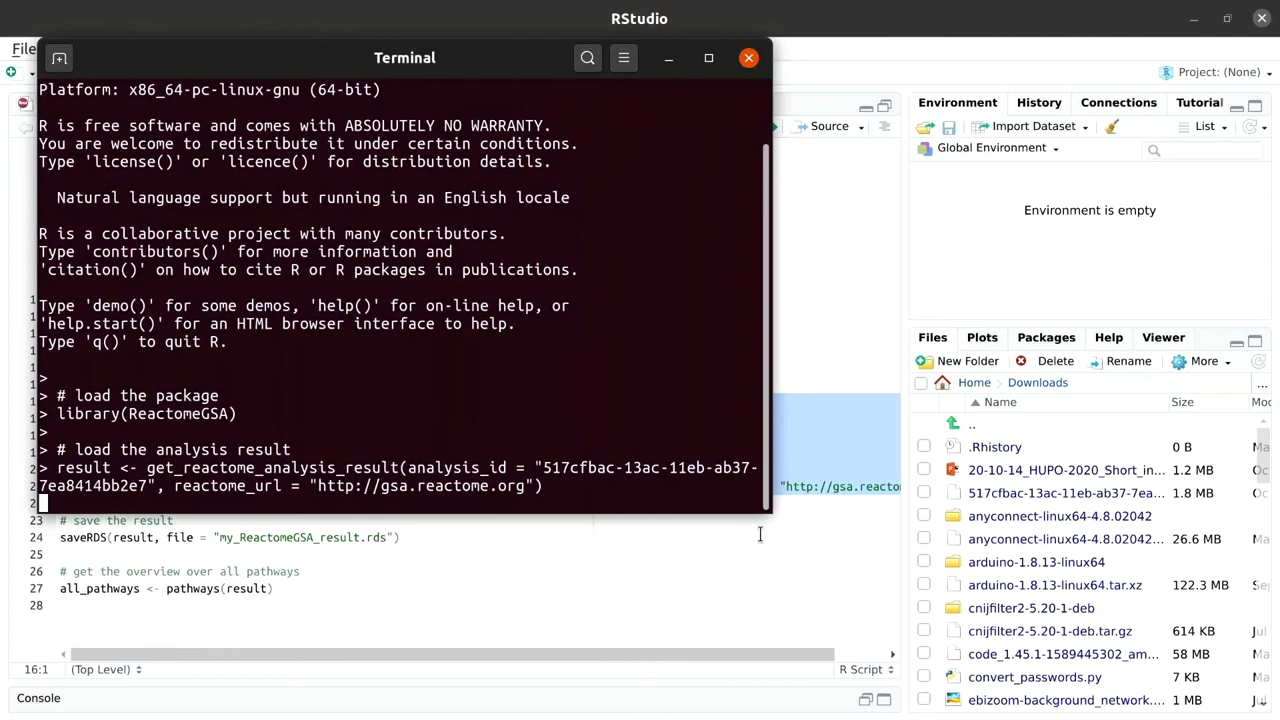 RStudio
File
Project: (None)
Terminal
Platform: x86_64-pc-linux-gnu (64-bit)
R is free software and comes with ABSOLUTELY NO WARRANTY.
You are welcome to redistribute it under certain conditions.
Type 'license()' or 'licence()' for distribution details.
Natural language support but running in an English locale
R is a collaborative project with many contributors.
Type 'contributors()' for more information and
'citation()' on how to cite R or R packages in publications.
Type 'demo()' for some demos, 'help()' for on-line help, or
'help.start()' for an HTML browser interface to help.
Type 'q()' to quit R.
>
> # load the package
> library(ReactomeGSA)
>
> # load the analysis result
> result <- get_reactome_analysis_result(analysis_id = "517cfbac-13ac-11eb-ab37-
7ea8414bb2e7", reactome_url = "http://gsa.reactome.org")
Source
"http://gsa.reacto
23 # save the result
24 saveRDS(result, file = "my_ReactomeGSA_result.rds")
25
26 # get the overview over all pathways
27 all_pathways <- pathways(result)
28
16:1 (Top Level) R Script
Console
Environment History Connections Tutorial
Import Dataset List
Global Environment
Environment is empty
Files Plots Packages Help Viewer
New Folder Delete Rename More
Home Downloads ...
Name Size
..
.Rhistory 0 B
20-10-14_HUPO-2020_Short_in... 1.2 MB
517cfbac-13ac-11eb-ab37-7ea... 1.8 MB
anyconnect-linux64-4.8.02042
anyconnect-linux64-4.8.02042... 26.6 MB
arduino-1.8.13-linux64
arduino-1.8.13-linux64.tar.xz 122.3 MB
cnijfilter2-5.20-1-deb
cnijfilter2-5.20-1-deb.tar.gz 614 KB
code_1.45.1-1589445302_am... 58 MB
convert_passwords.py 7 KB
ebizoom-background_network.... 1 MB